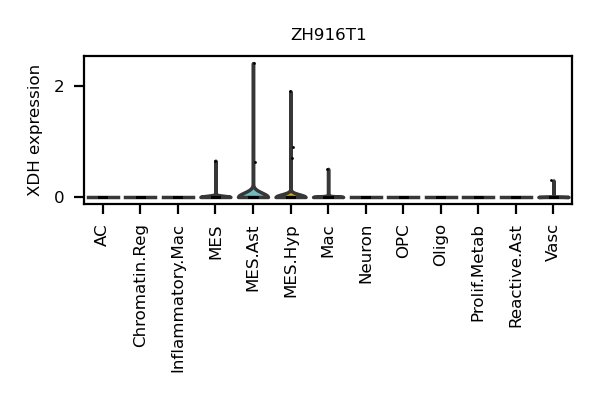 ZH916T1
XDH expression
2
0
AC
Chromatin.Reg
Inflammatory.Mac
MES
MES.Ast
MES.Hyp
Mac
Neuron
OPC
Oligo
Prolif.Metab
Reactive.Ast
Vasc